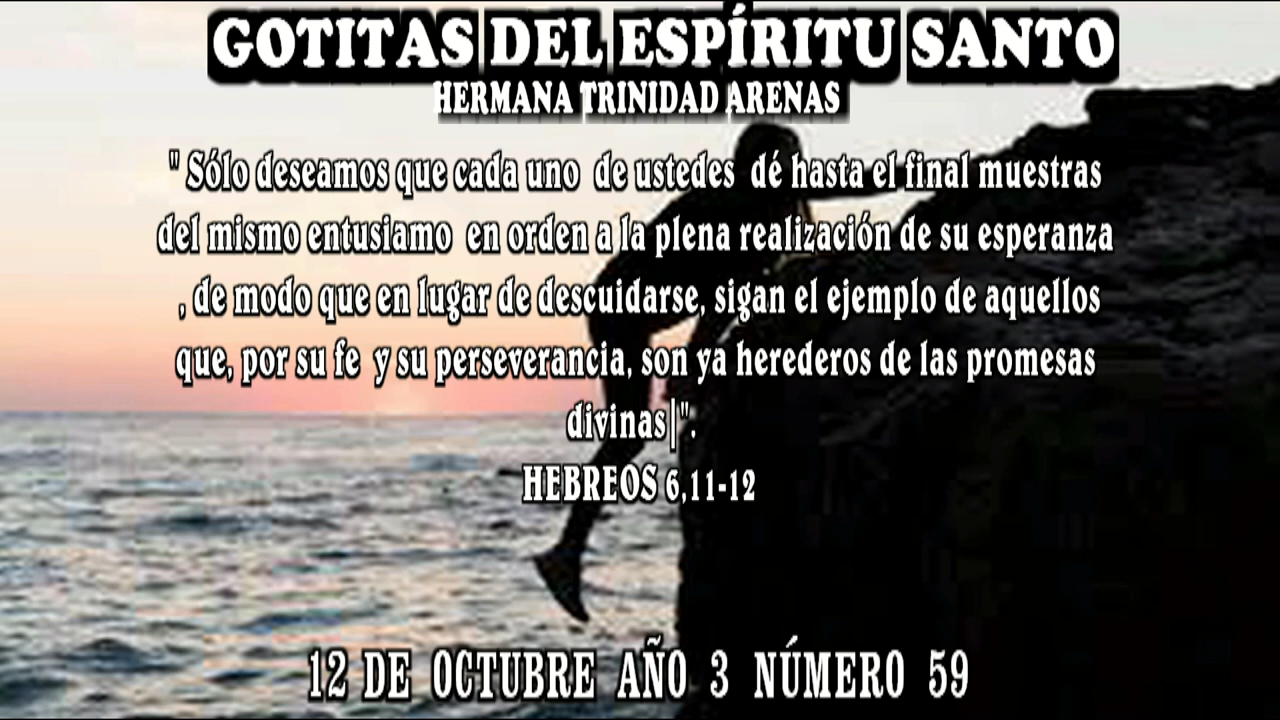 GOTITAS DEL ESPÍRITU SANTO
HERMANA TRINIDAD ARENAS
" Sólo deseamos que cada uno de ustedes dé hasta el final muestras
del mismo entusiamo en orden a la plena realización de su esperanza
, de modo que en lugar de descuidarse, sigan el ejemplo de aquellos
que, por su fe y su perseverancia, son ya herederos de las promesas
divinas|".
HEBREOS 6,11-12
12 DE OCTUBRE AÑO 3 NÚMERO 59